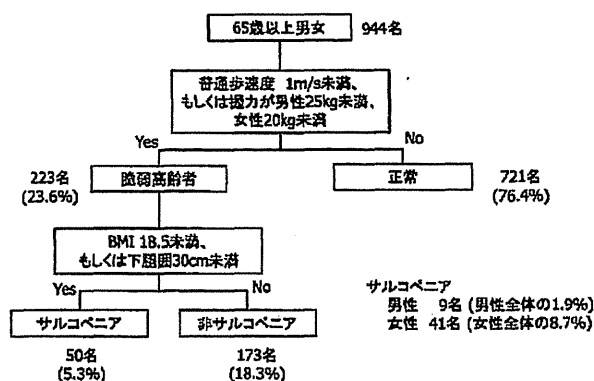 65歳以上男女
944名
普通歩速度 1m/s未満、
もしくは握力が男性25kg未満、
女性20kg未満
Yes
No
223名
(23.6%)
脆弱高齢者
正常
721名
(76.4%)
BMI 18.5未満、
もしくは下腿囲30cm未満
Yes
No
サルコペニア
非サルコペニア
50名
(5.3%)
173名
(18.3%)
サルコペニア
男性 9名 (男性全体の1.9%)
女性 41名 (女性全体の8.7%)